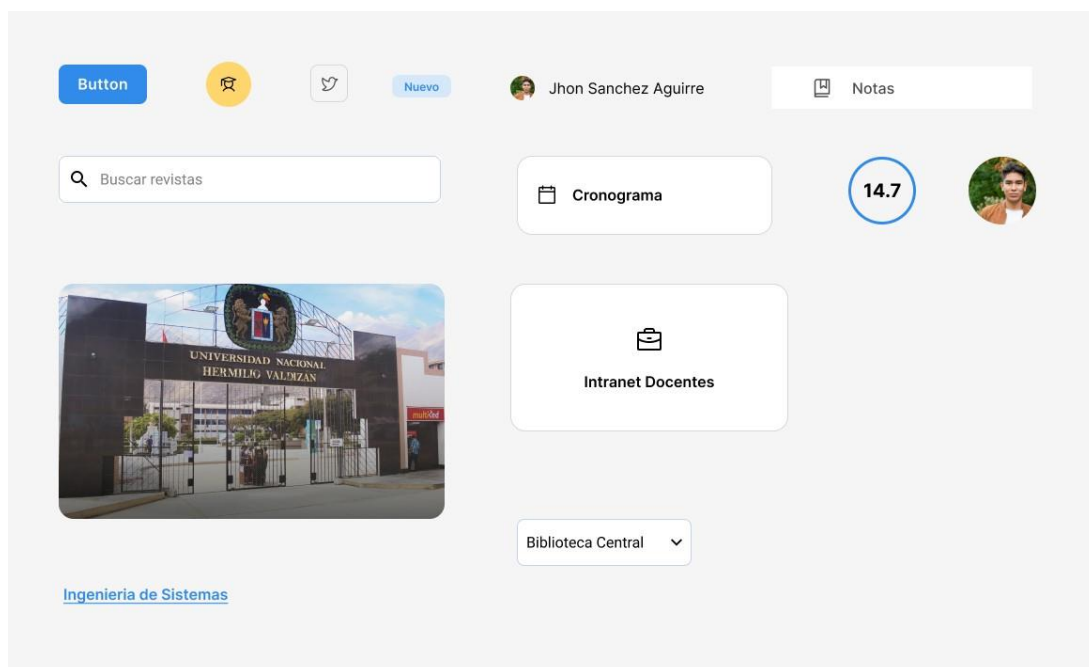 Button
Nuevo
Jhon Sanchez Aguirre
Notas
Buscar revistas
Cronograma
14.7
UNIVERSIDAD NACIONAL
HERMILIO VALDIZAN
multired
Intranet Docentes
Biblioteca Central
Ingenieria de Sistemas